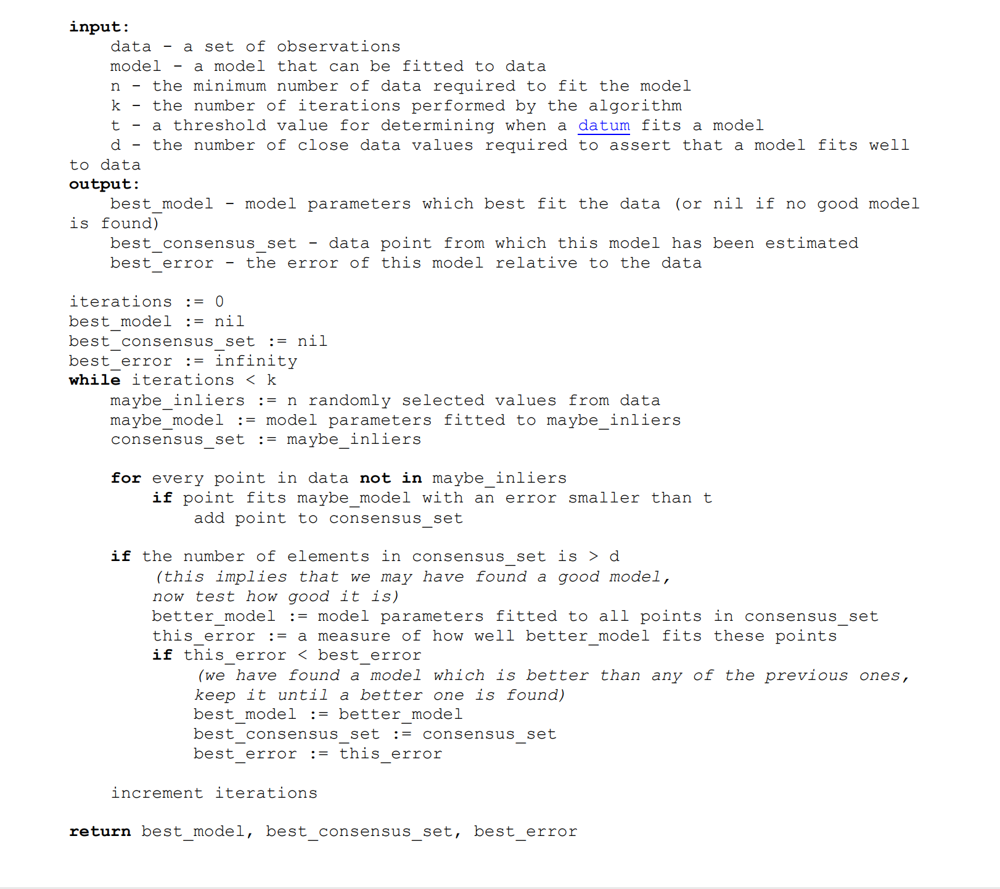 input:
data - a set of observations
model - a model that can be fitted to data
n - the minimum number of data required to fit the model
k - the number of iterations performed by the algorithm
t - a threshold value for determining when a datum fits a model
d - the number of close data values required to assert that a model fits well
to data
output:
best_model - model parameters which best fit the data (or nil if no good model
is found)
best_consensus_set - data point from which this model has been estimated
best_error - the error of this model relative to the data
iterations := 0
best_model := nil
best_consensus_set := nil
best_error := infinity
while iterations < k
maybe_inliers := n randomly selected values from data
maybe_model := model parameters fitted to maybe_inliers
consensus_set := maybe_inliers
for every point in data not in maybe_inliers
if point fits maybe_model with an error smaller than t
add point to consensus_set
if the number of elements in consensus_set is > d
(this implies that we may have found a good model,
now test how good it is)
better_model := model parameters fitted to all points in consensus_set
this_error := a measure of how well better_model fits these points
if this_error < best_error
(we have found a model which is better than any of the previous ones,
keep it until a better one is found)
best_model := better_model
best_consensus_set := consensus_set
best_error := this_error
increment iterations
return best_model, best_consensus_set, best_error